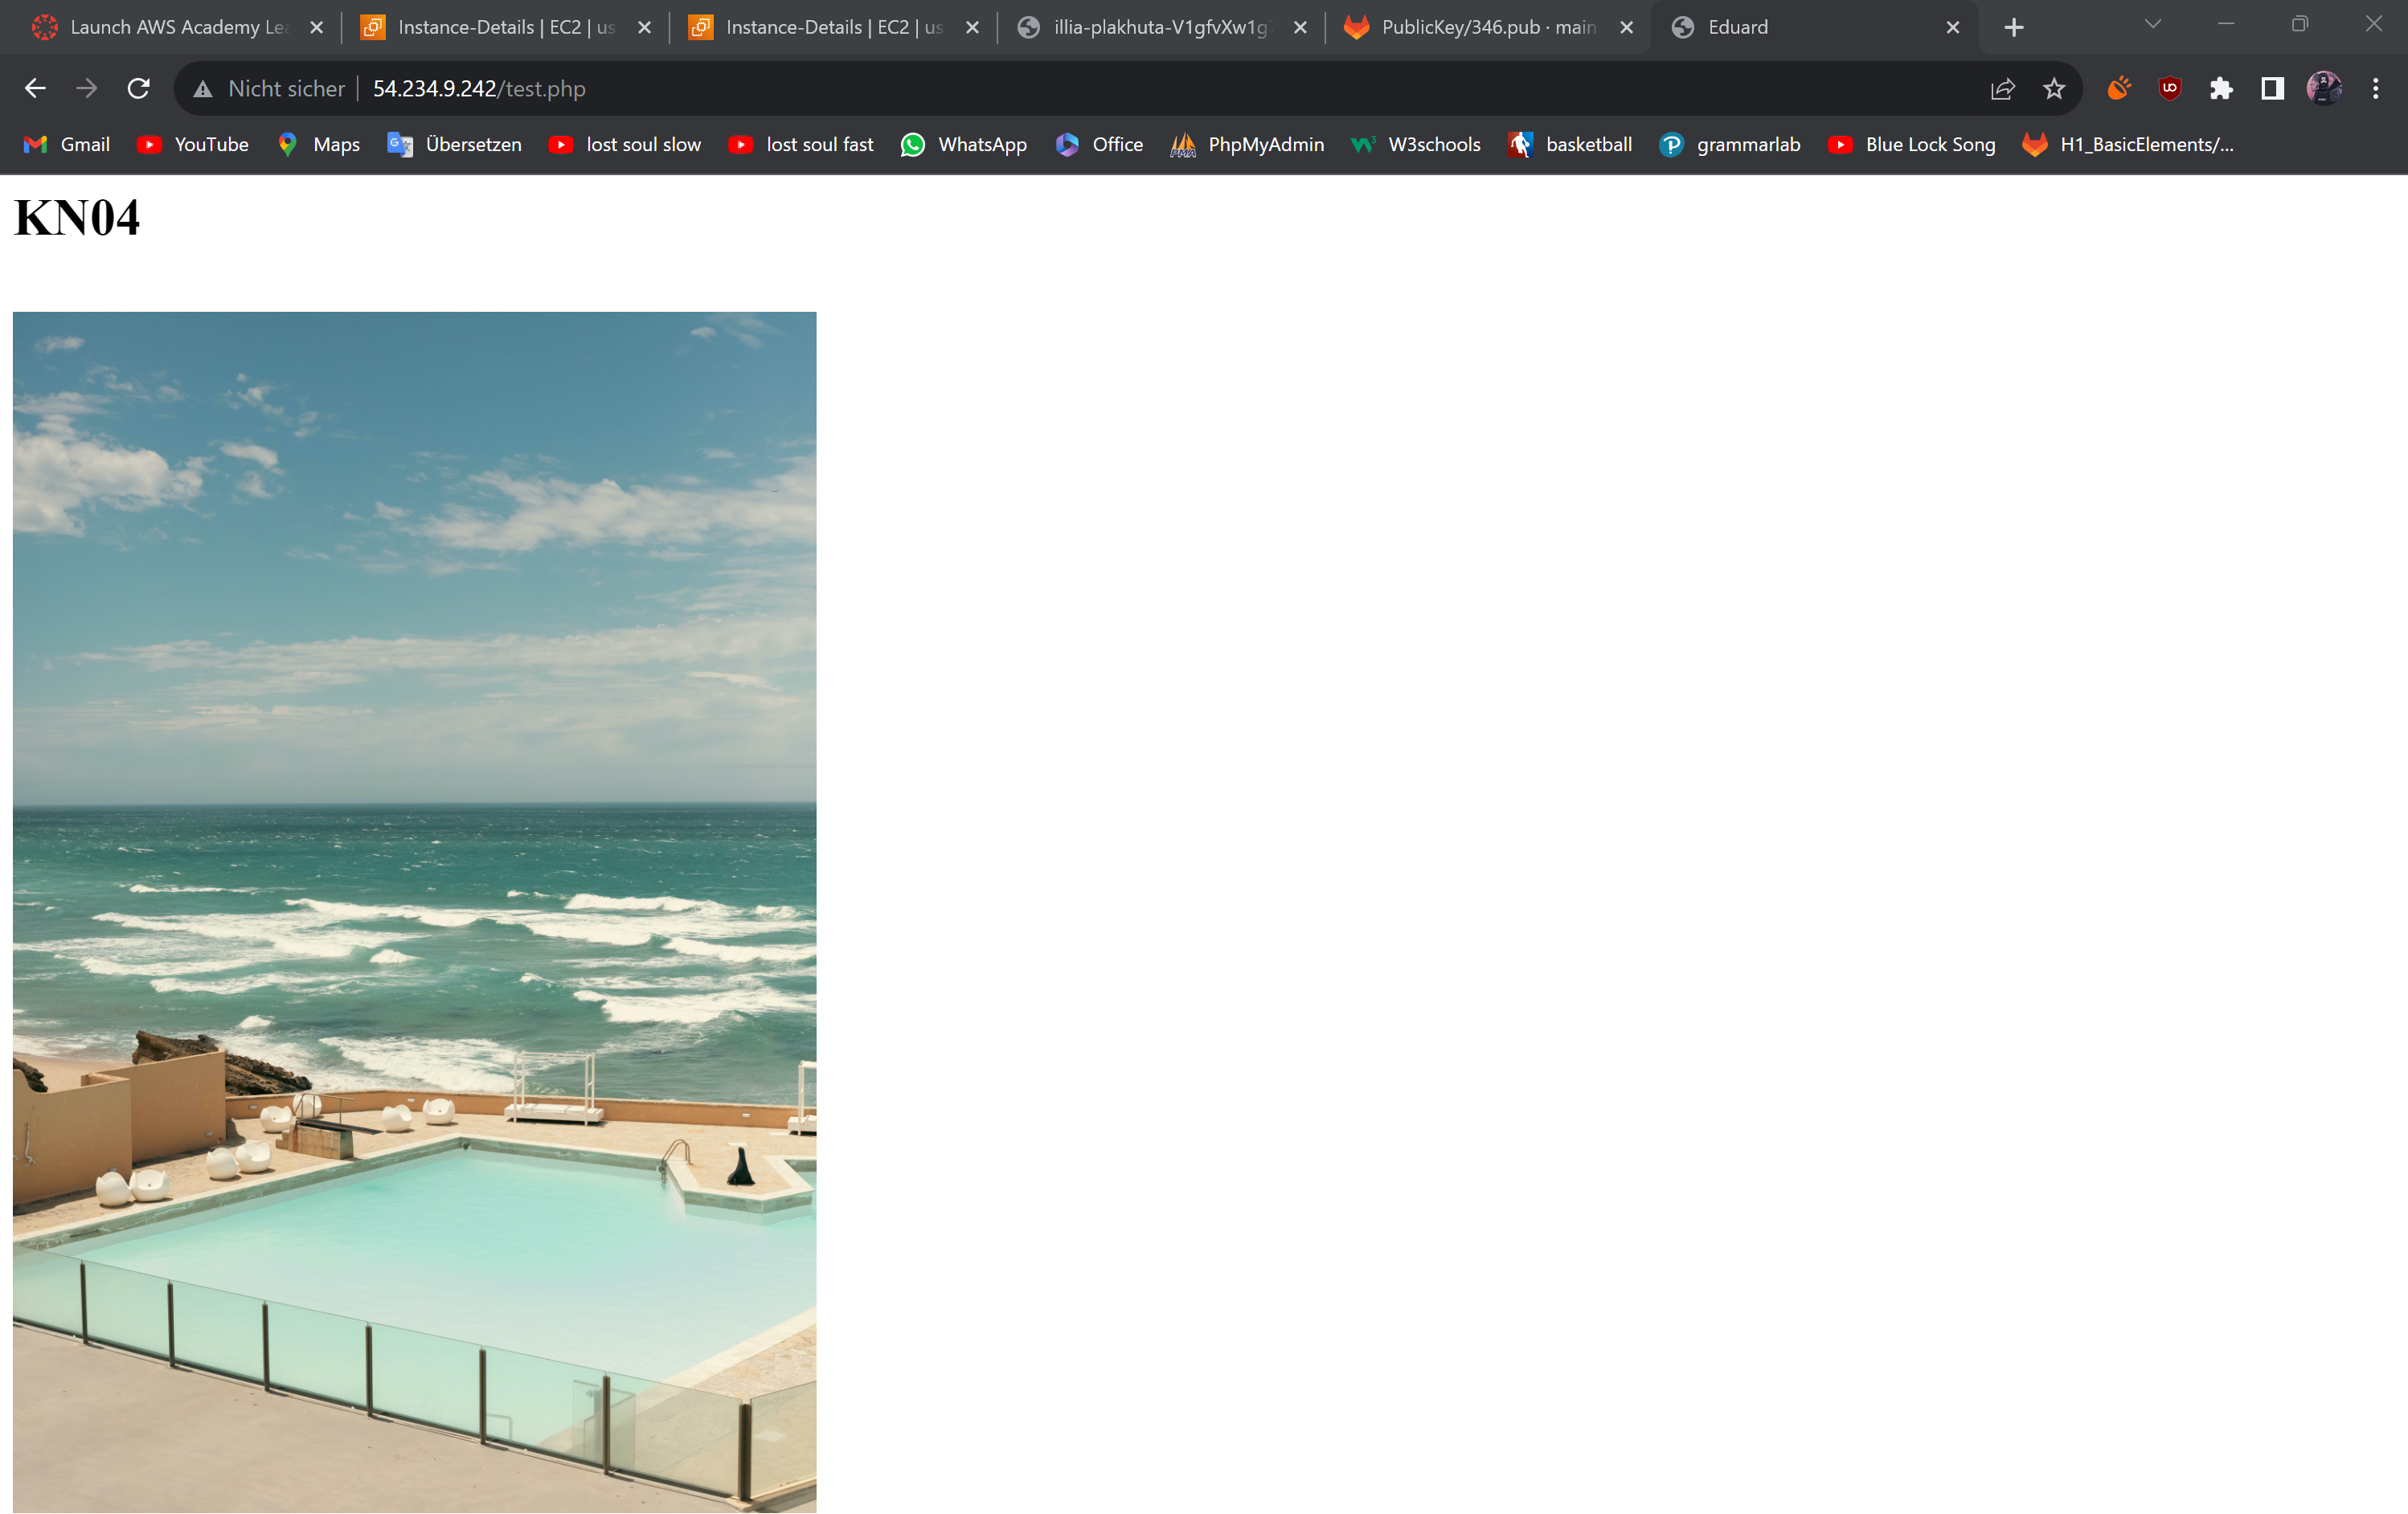 Launch AWS Academy Lea
Instance-Details | EC2 | us
Instance-Details | EC2 | us
illia-plakhuta-V1gfvXw1g
PublicKey/346.pub · main
Eduard
Nicht sicher
54.234.9.242/test.php
Gmail
YouTube
Maps
Übersetzen
lost soul slow
lost soul fast
WhatsApp
Office
PhpMyAdmin
W3schools
basketball
grammarlab
Blue Lock Song
H1_BasicElements/...
KN04